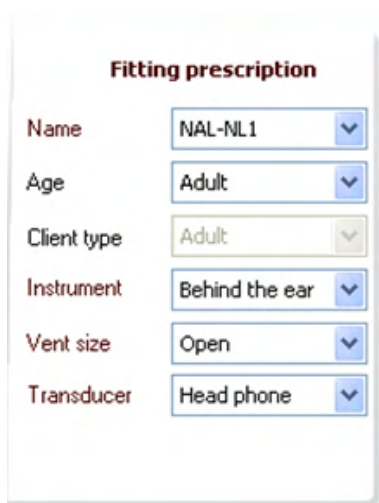 Fitting prescription
Name NAL-NL1
Age Adult
Client type Adult
Instrument Behind the ear
Vent size Open
Transducer Head phone